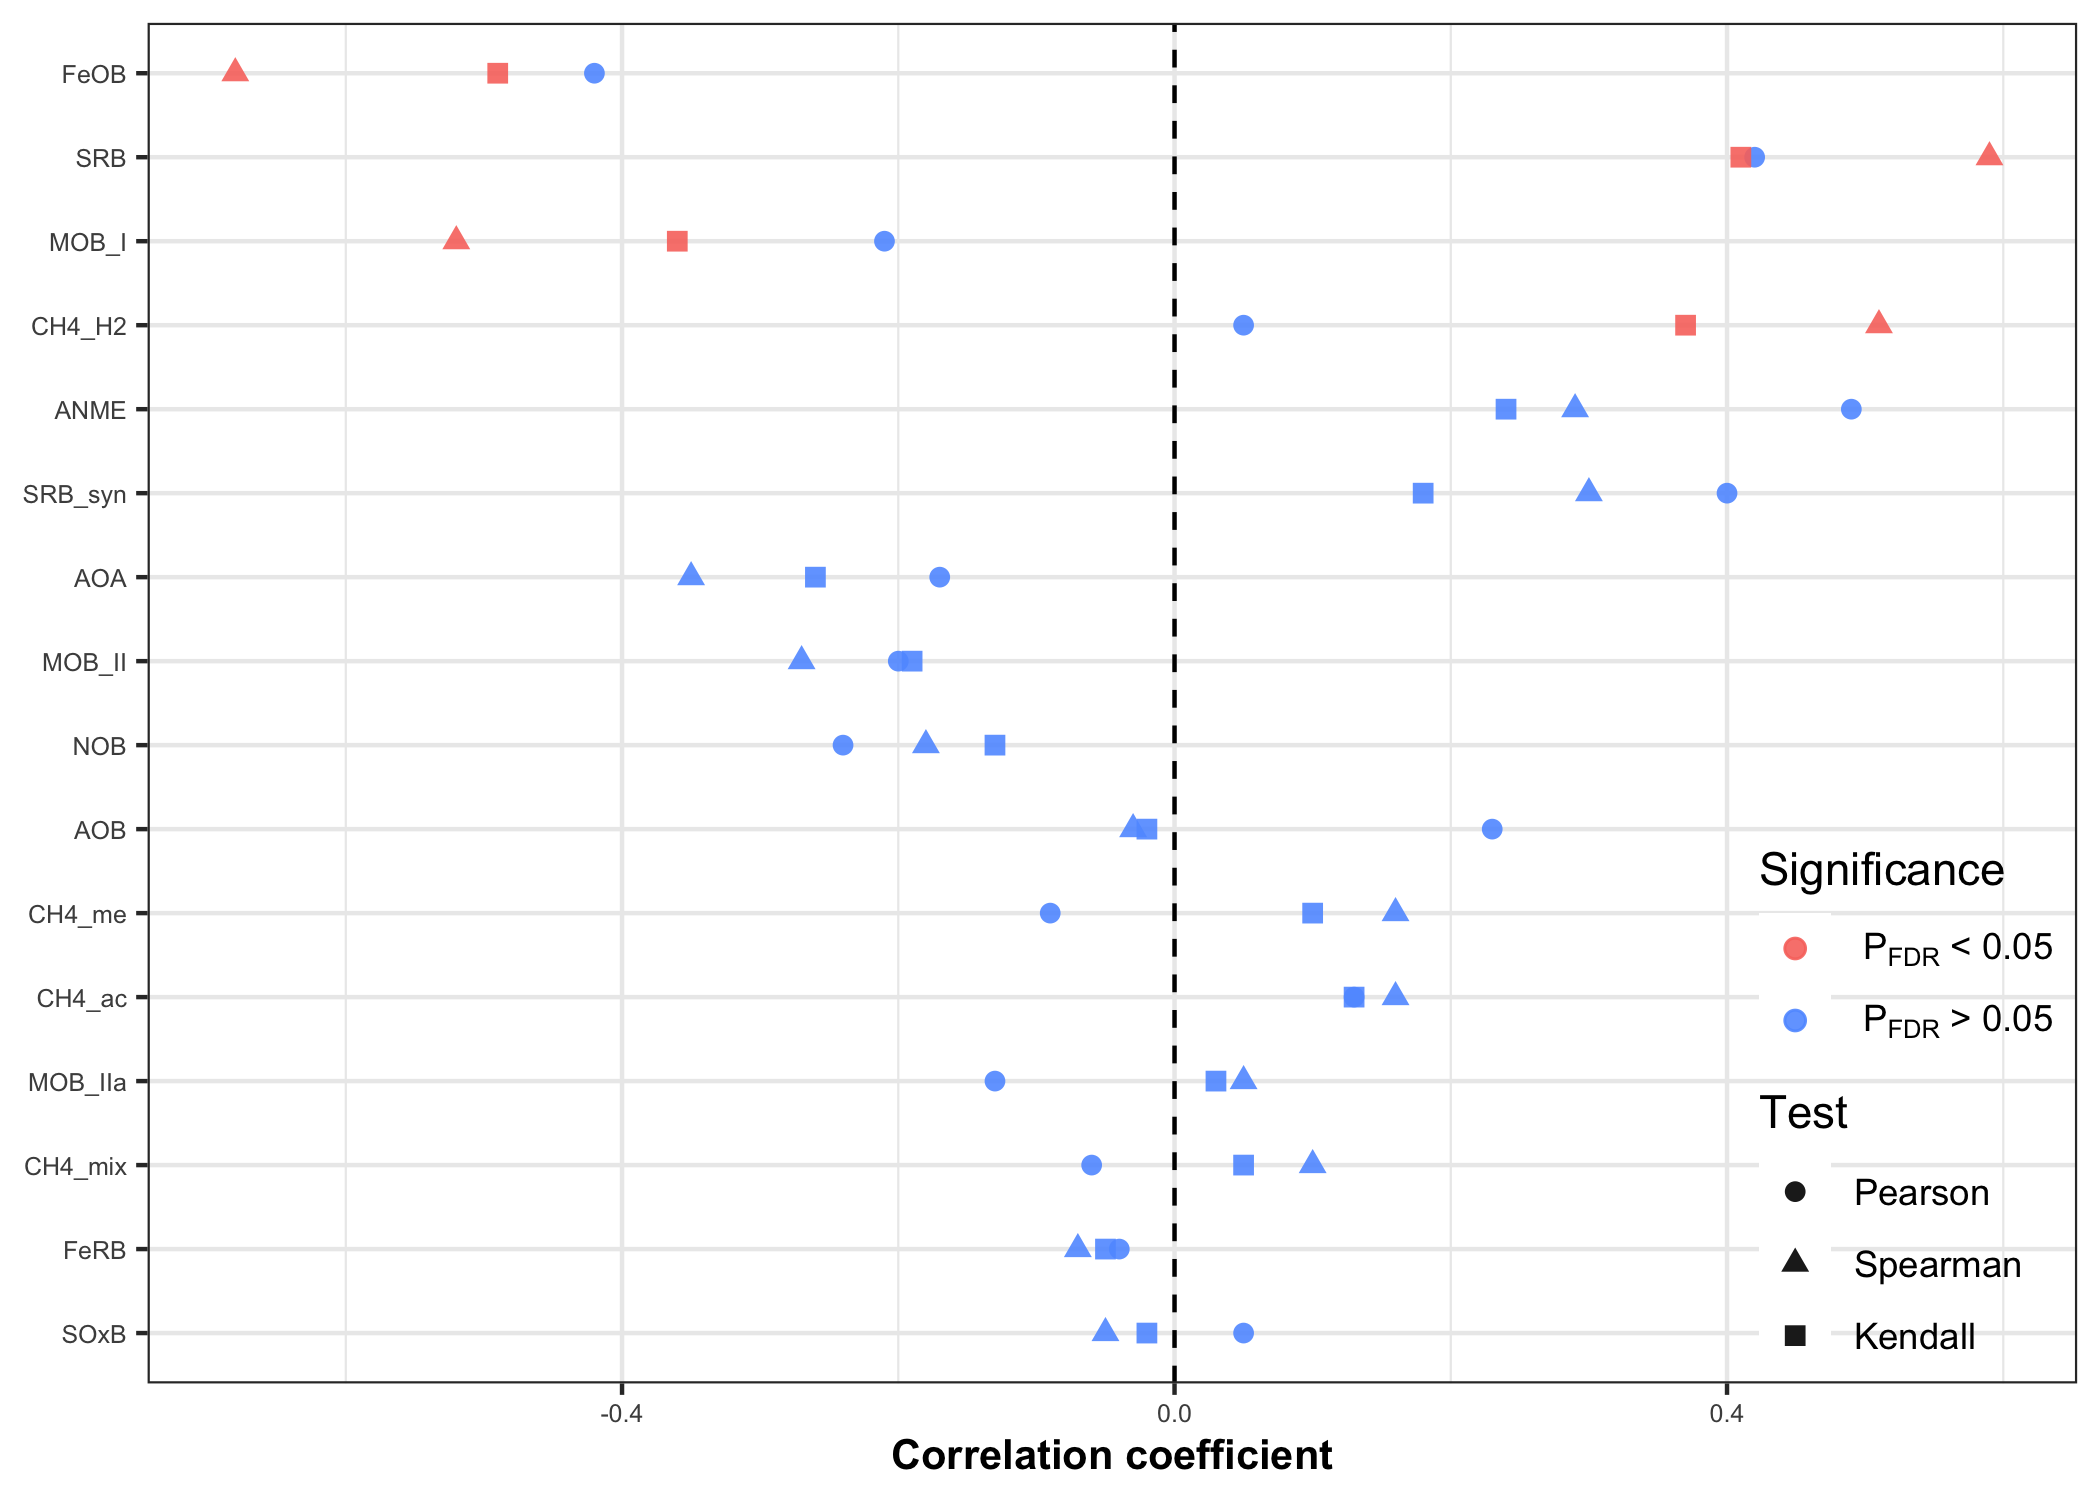 FeOB
SRB
MOB_I
CH4_H2
ANME
SRB_syn
AOA
MOB_II
NOB
AOB
CH4_me
CH4_ac
MOB_IIa
CH4_mix
FeRB
SOxB
Significance
PFDR < 0.05
PFDR > 0.05
Test
Pearson
Spearman
Kendall
-0.4 0.0 0.4
Correlation coefficient